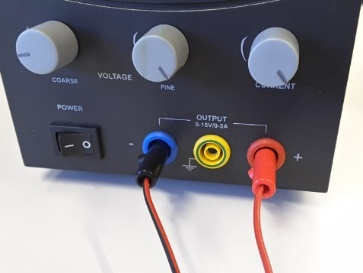 COARSE
VOLTAGE
FINE
CURRENT
POWER
OUTPUT
0-15V/0-3A
- +
– O